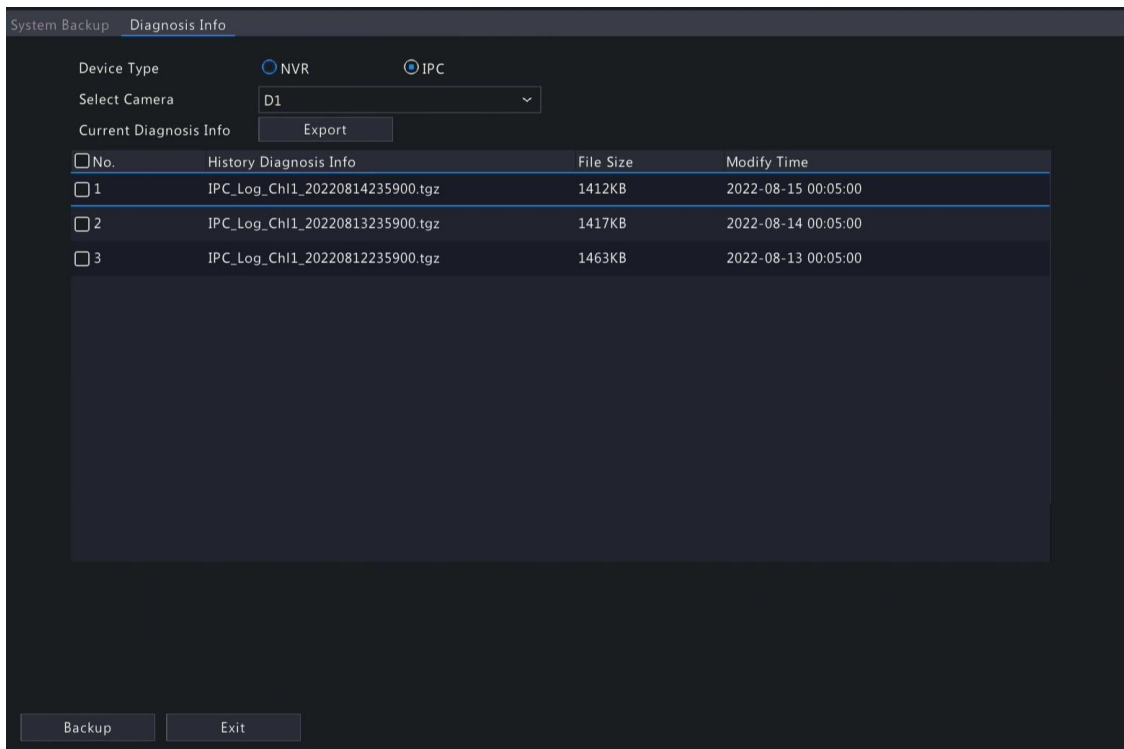 System Backup Diagnosis Info
Device Type NVR IPC
Select Camera D1
Current Diagnosis Info Export
No. History Diagnosis Info File Size Modify Time
1 IPC_Log_Chl1_20220814235900.tgz 1412KB 2022-08-15 00:05:00
2 IPC_Log_Chl1_20220813235900.tgz 1417KB 2022-08-14 00:05:00
3 IPC_Log_Chl1_20220812235900.tgz 1463KB 2022-08-13 00:05:00
Backup Exit